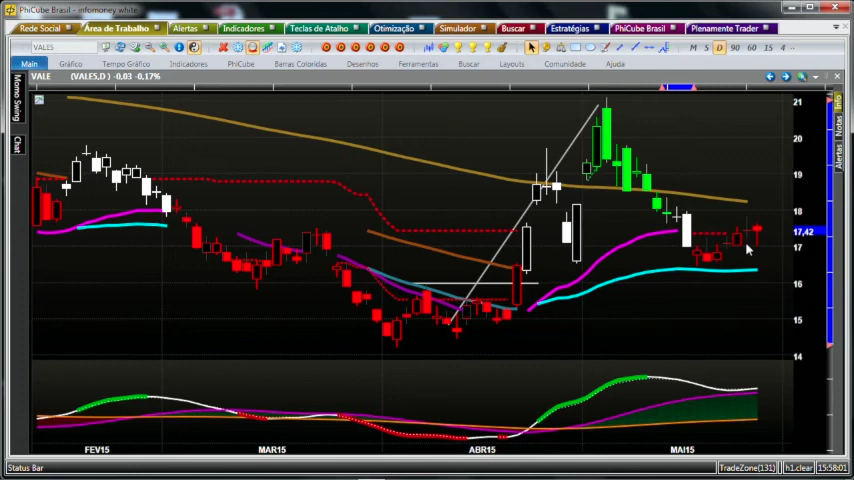 PhiCube Brasil - infomoney white
Rede Social Área de Trabalho Alertas Indicadores Teclas de Atalho Otimização Simulador Buscar Estratégias PhiCube Brasil Plenamente Trader
VALES M S D 90 60 15 4
Main Gráfico Tempo Gráfico Indicadores PhiCube Barras Coloridas Desenhos Ferramentas Buscar Layouts Comunidade Ajuda
VALE (VALES,D ) -0,03 -0,17%
Mono Swing
Chat
Info
Notas
Alertas
21
20
19
18
17,42
17
16
15
14
FEV15 MAR15 ABR15 MAI15
Status Bar TradeZone(131) h1.clear 15:58:01